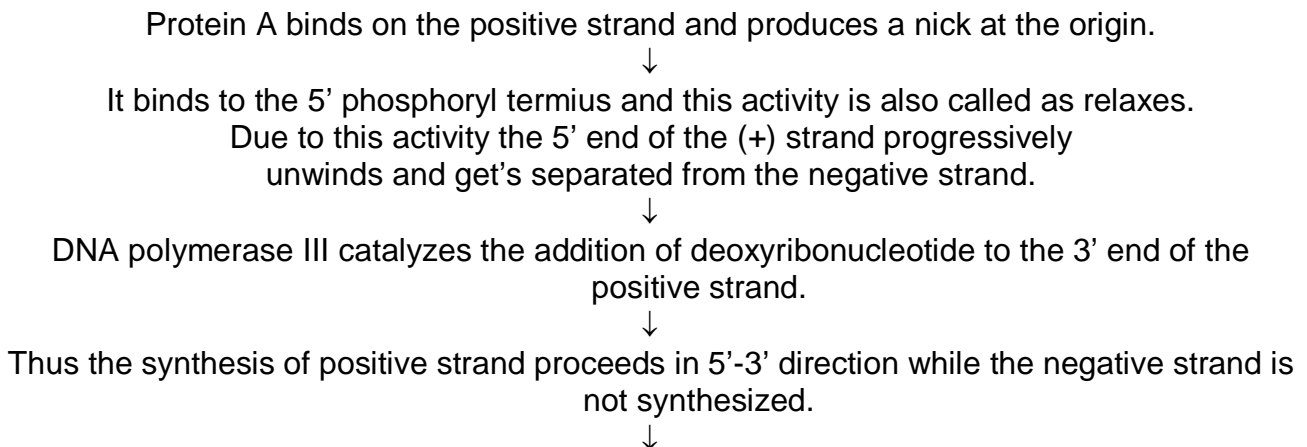 Protein A binds on the positive strand and produces a nick at the origin.
↓
It binds to the 5’ phosphoryl termius and this activity is also called as relaxes.
Due to this activity the 5’ end of the (+) strand progressively
unwinds and get’s separated from the negative strand.
↓
DNA polymerase III catalyzes the addition of deoxyribonucleotide to the 3’ end of the
positive strand.
↓
Thus the synthesis of positive strand proceeds in 5’-3’ direction while the negative strand is
not synthesized.
↓